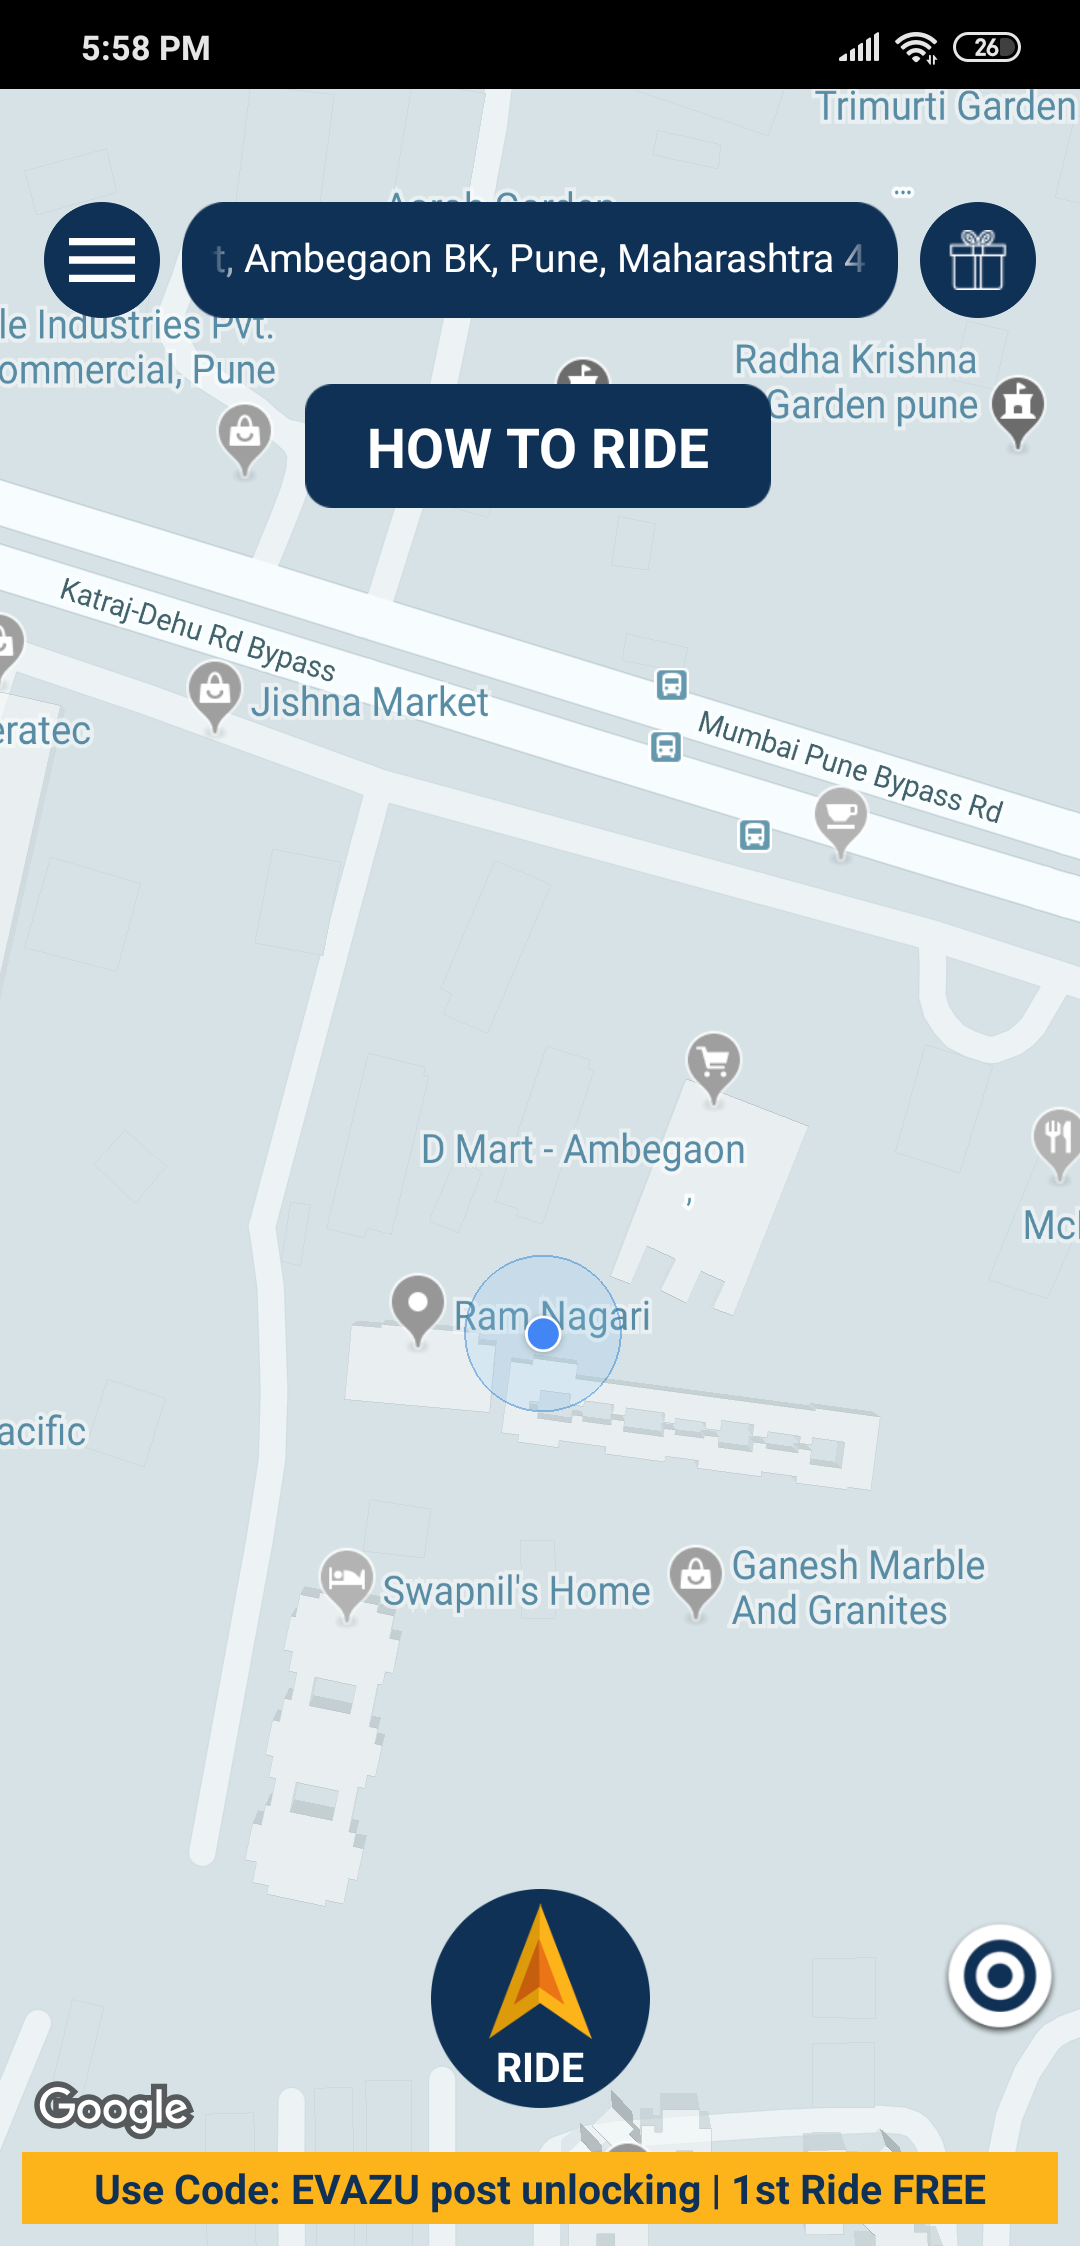 5:58 PM
26
Trimurti Garden
...
, Ambegaon BK, Pune, Maharashtra 4
le Industries Pvt.
ommercial, Pune
Radha Krishna
Garden pune
HOW TO RIDE
Katraj-Dehu Rd Bypass
Jishna Market
eratec
Mumbai Pune Bypass Rd
D Mart - Ambegaon
,
Mc
Ram Nagari
acific
Swapnil's Home
Ganesh Marble
And Granites
RIDE
Google
Use Code: EVAZU post unlocking | 1st Ride FREE